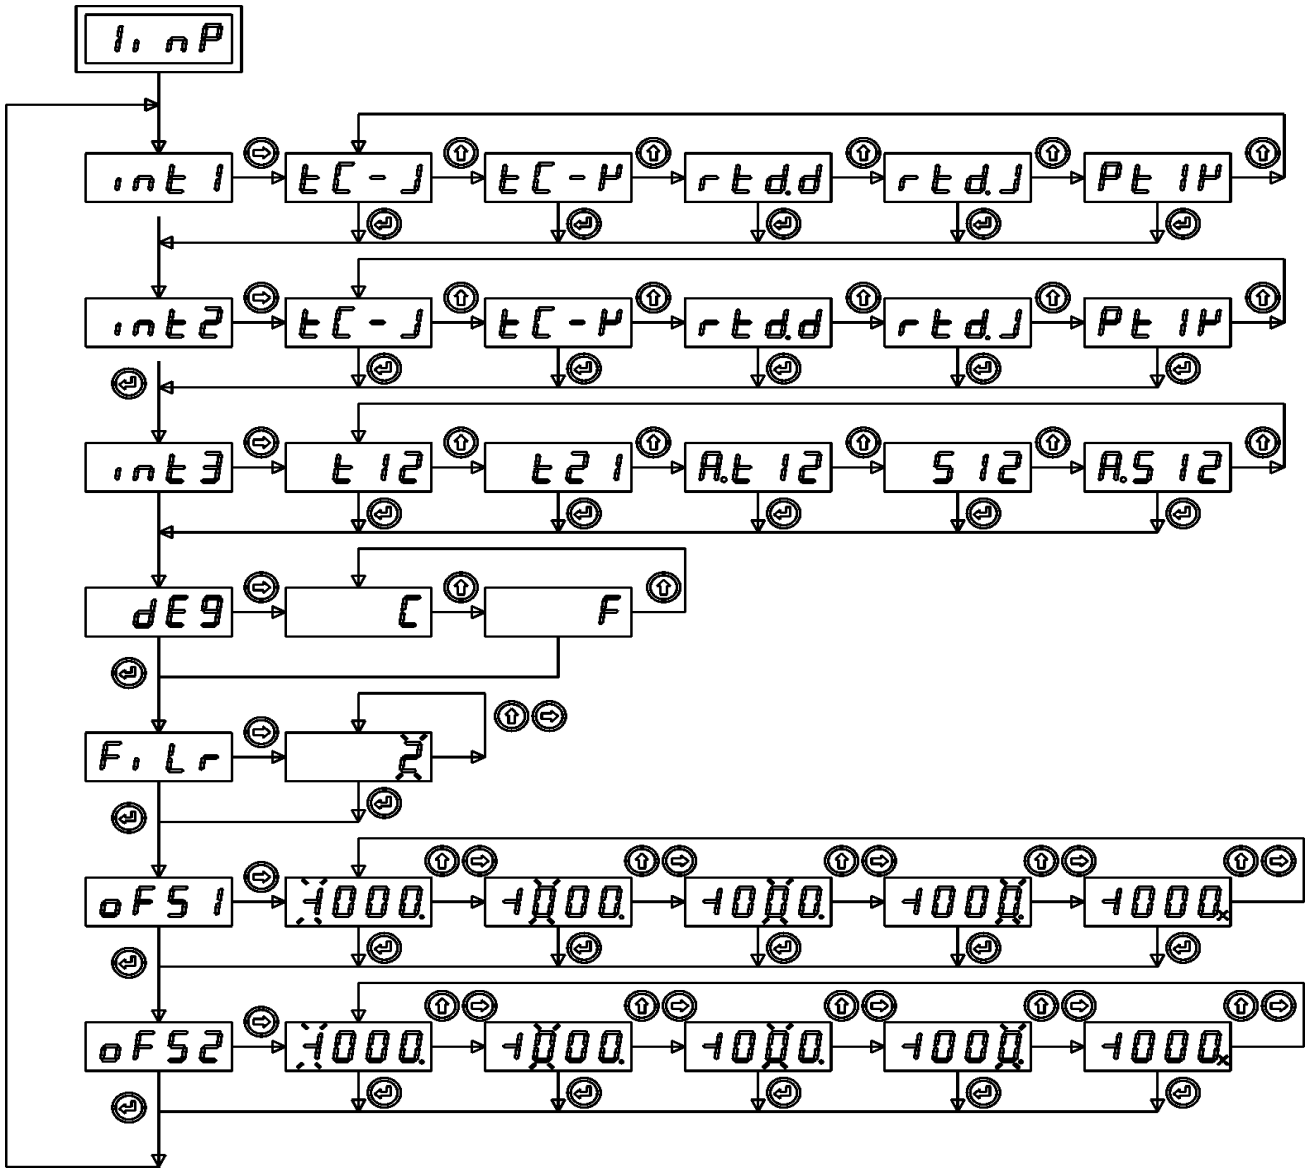 1inP
int1 tC-J tC-K rtd.d rtd.J Pt1K
int2 tC-J tC-K rtd.d rtd.J Pt1K
int3 t12 t21 A.t12 S12 A.S12
dEg C F
FiLr 2
oFS1 -1000. -1000. -1000. -1000. -1000.
oFS2 -1000. -1000. -1000. -1000. -1000.